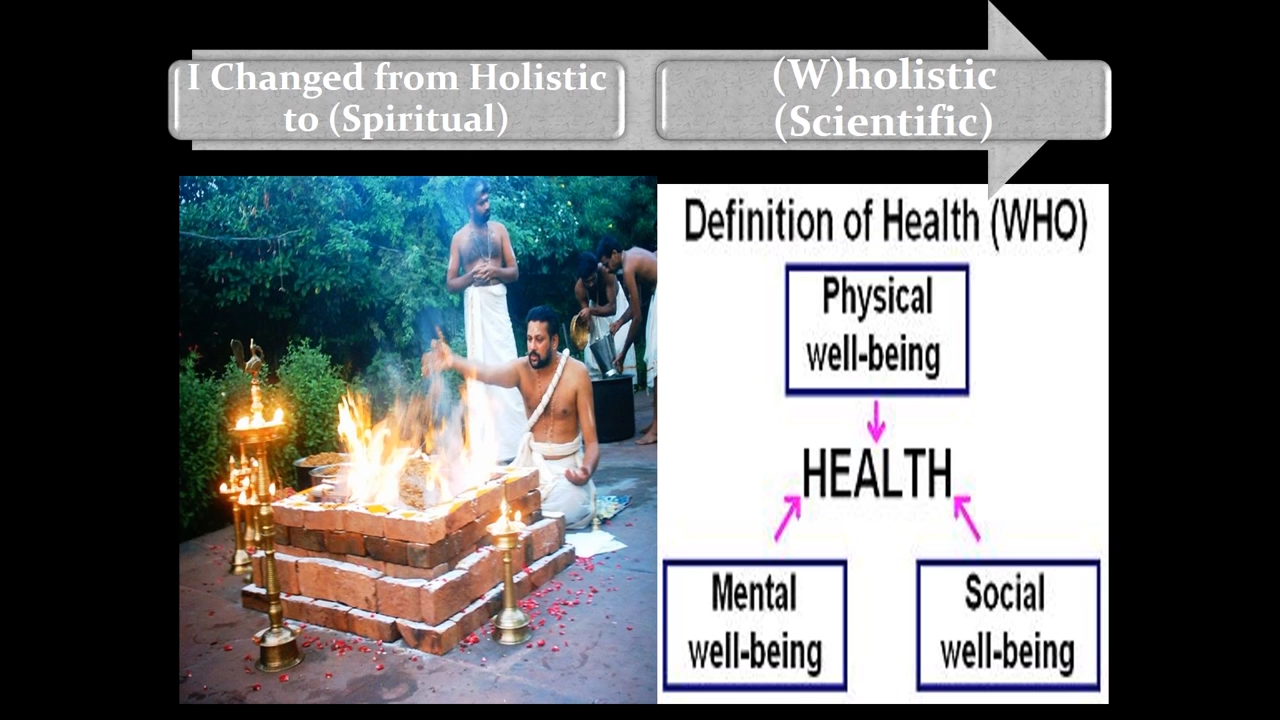 I Changed from Holistic
to (Spiritual)
(W)holistic
(Scientific)
Definition of Health (WHO)
Physical
well-being
HEALTH
Mental
well-being
Social
well-being